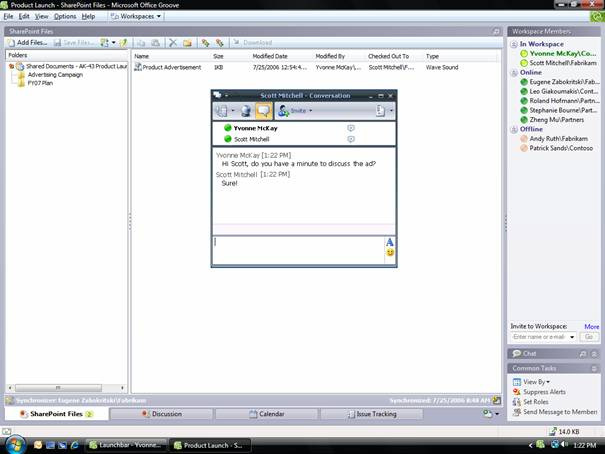 Product Launch - SharePoint Files - Microsoft Office Groove
File Edit View Options Help Workspaces
SharePoint Files
Add Files... Save Files... Download
Folders
Shared Documents - AK-43 Product Laun
Advertising Campaign
FY07 Plan
Name Size Modified Date Modified By Checked Out To Type
Product Advertisement 1KB 7/25/2006 12:54:4... Yvonne McKay\... Scott Mitchell\F... Wave Sound
Scott Mitchell - Conversation
Invite
Yvonne McKay
Scott Mitchell
Yvonne McKay [1:22 PM]
Hi Scott, do you have a minute to discuss the ad?
Scott Mitchell [1:22 PM]
Sure!
A
Workspace Members
In Workspace
Yvonne McKay\Co
Scott Mitchell\Fabrikam
Online
Eugene Zabokritski\Fab
Leo Giakoumakis\Cont
Roland Hofmann\Partn
Stephanie Bourne\Part
Zheng Mu\Partners
Offline
Andy Ruth\Fabrikam
Patrick Sands\Contoso
Invite to Workspace: More
Enter name or e-mail Go
Chat
Common Tasks
View By
Suppress Alerts
Set Roles
Send Message to Members
Synchronizer: Eugene Zabokritski\Fabrikam Synchronized: 7/25/2006 8:48 AM
SharePoint Files 2 Discussion Calendar Issue Tracking
14.0 KB
Launchbar - Yvonne... Product Launch - S... 1:22 PM